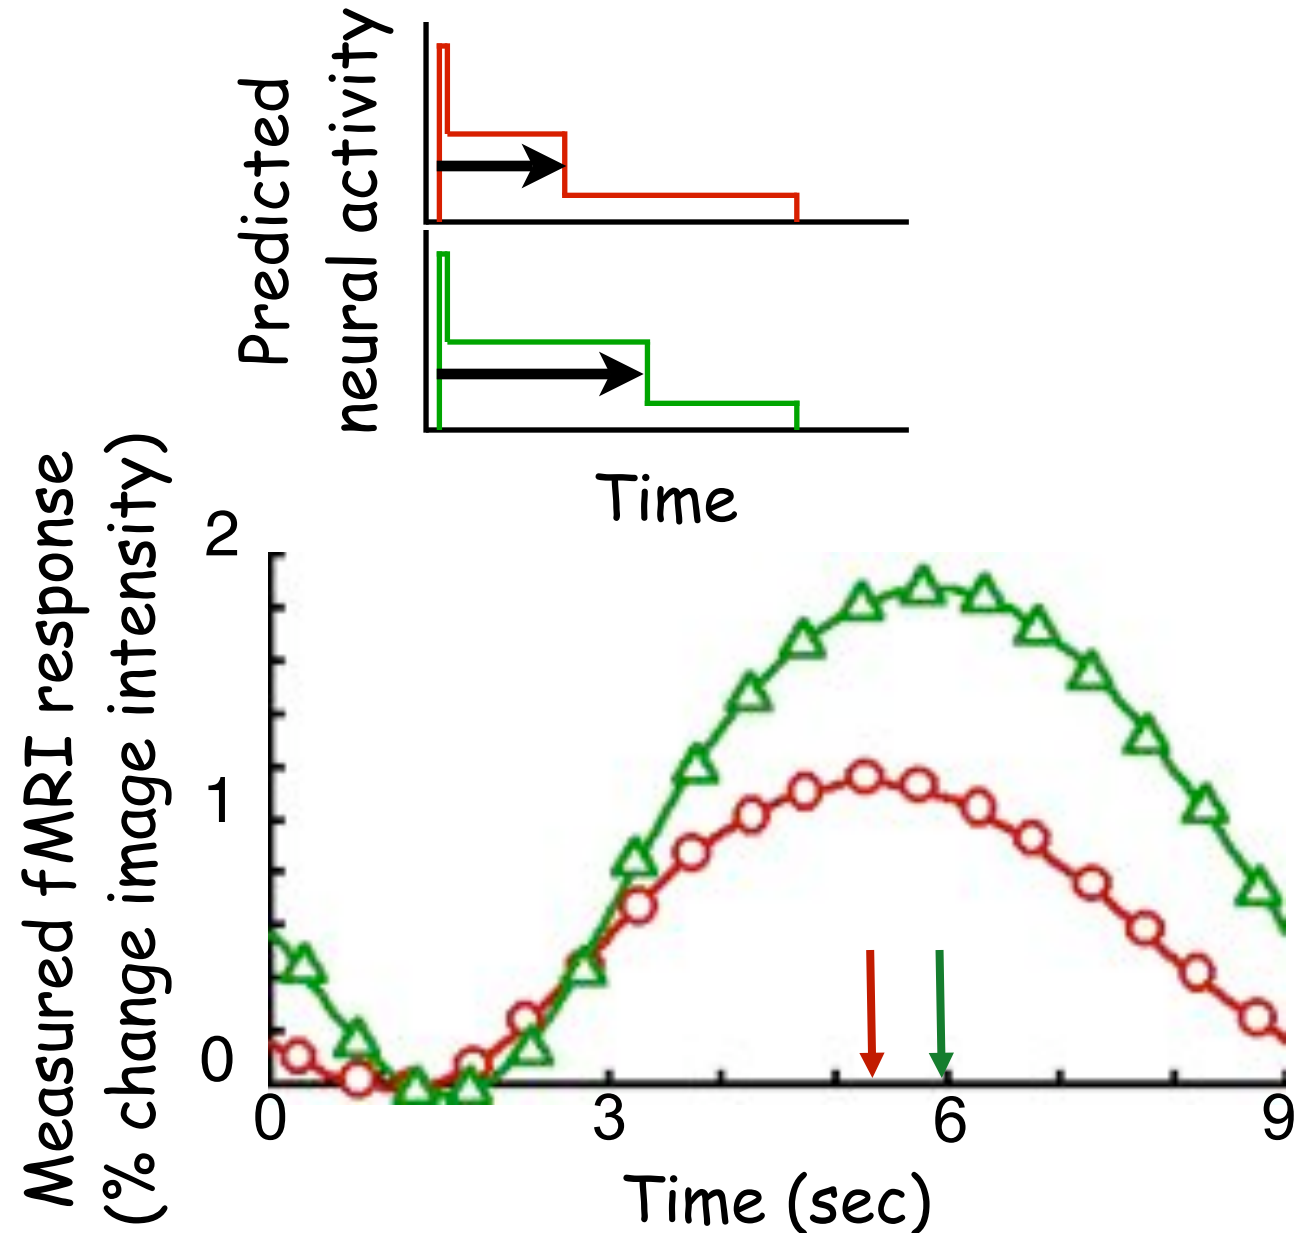 Predicted
neural activity
Time
Measured fMRI response
(% change image intensity)
2
1
0
0
3
6
9
Time (sec)